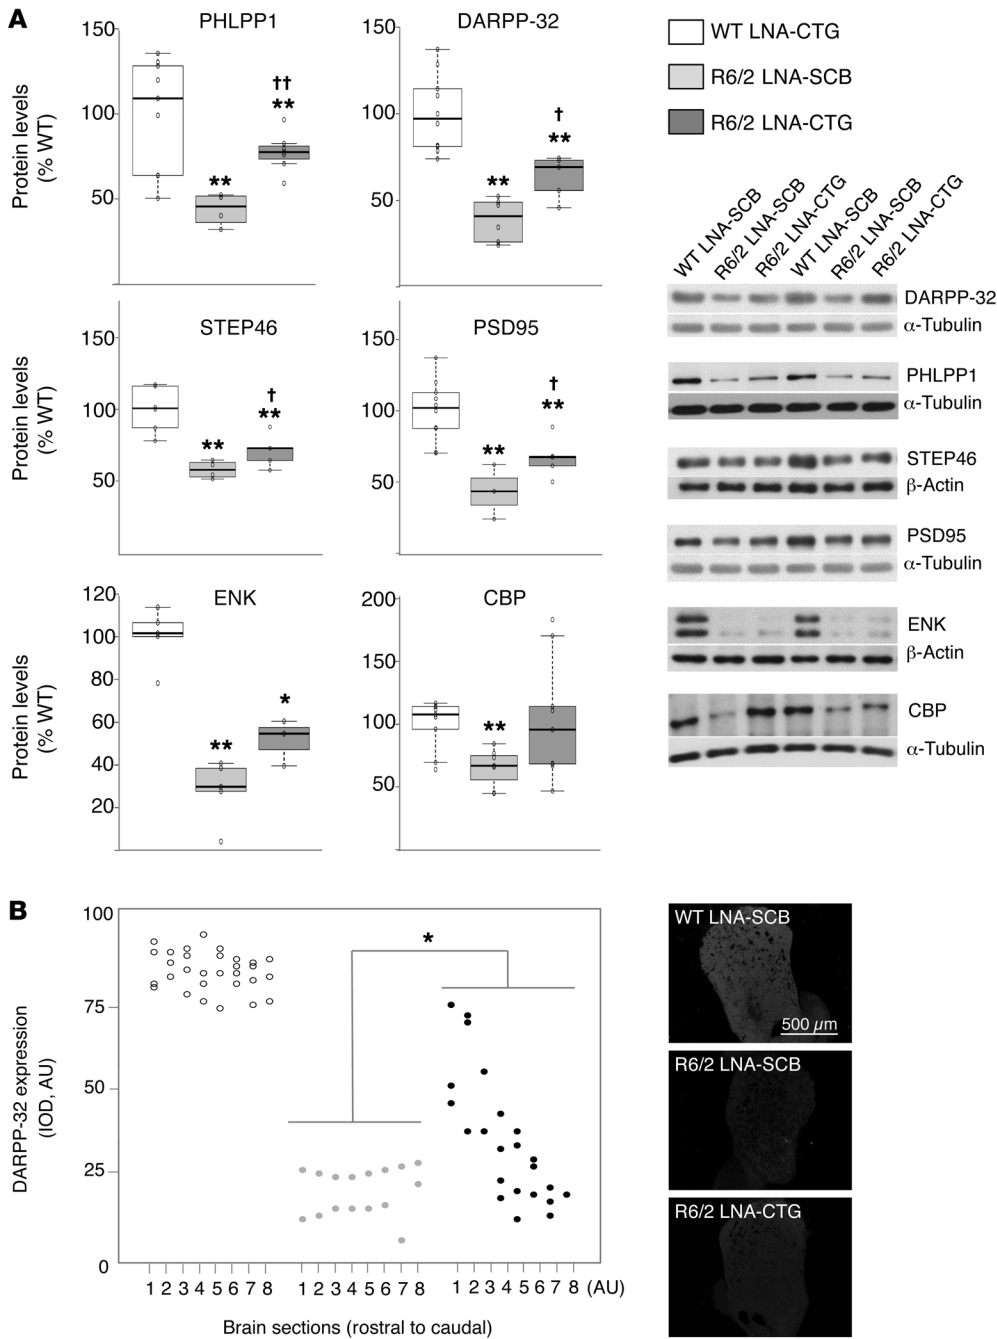 A
PHLPP1
DARPP-32
WT LNA-CTG
R6/2 LNA-SCB
R6/2 LNA-CTG
Protein levels
(% WT)
150
100
50
††
**
**
150
100
50
†
**
**
STEP46
PSD95
Protein levels
(% WT)
150
100
50
†
**
**
150
100
50
†
**
**
ENK
CBP
Protein levels
(% WT)
120
100
80
60
40
20
*
**
200
150
100
50
**
WT LNA-SCB
R6/2 LNA-SCB
R6/2 LNA-CTG
WT LNA-SCB
R6/2 LNA-SCB
R6/2 LNA-CTG
DARPP-32
α-Tubulin
PHLPP1
α-Tubulin
STEP46
β-Actin
PSD95
α-Tubulin
ENK
β-Actin
CBP
α-Tubulin
B
DARPP-32 expression
(IOD, AU)
100
75
50
25
0
*
1 2 3 4 5 6 7 8 1 2 3 4 5 6 7 8 1 2 3 4 5 6 7 8 (AU)
Brain sections (rostral to caudal)
WT LNA-SCB
500 µm
R6/2 LNA-SCB
R6/2 LNA-CTG